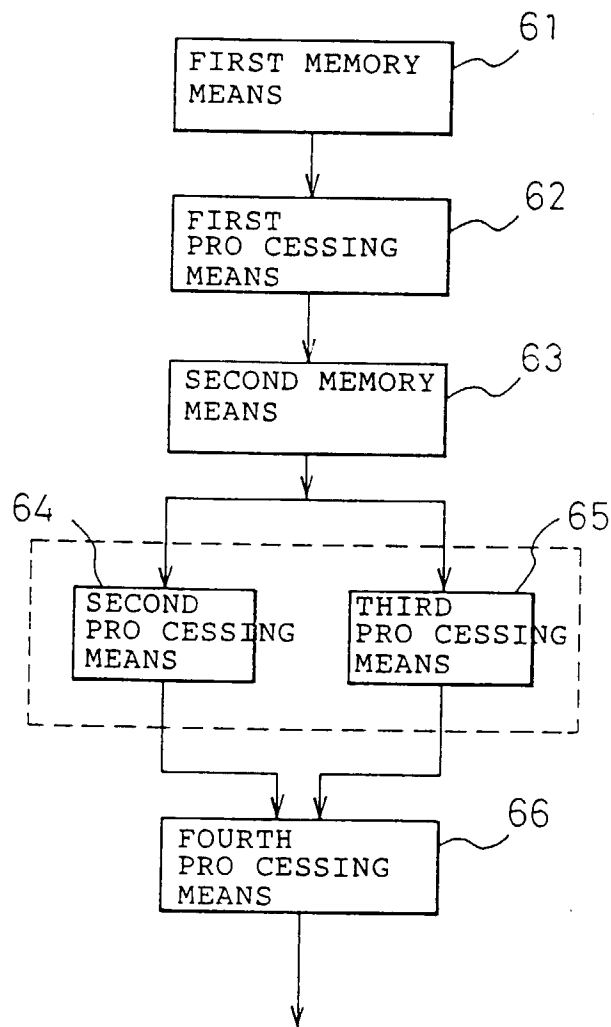 61
FIRST MEMORY
MEANS
62
FIRST
PRO CESSING
MEANS
63
SECOND MEMORY
MEANS
64
65
SECOND
PRO CESSING
MEANS
THIRD
PRO CESSING
MEANS
66
FOURTH
PRO CESSING
MEANS